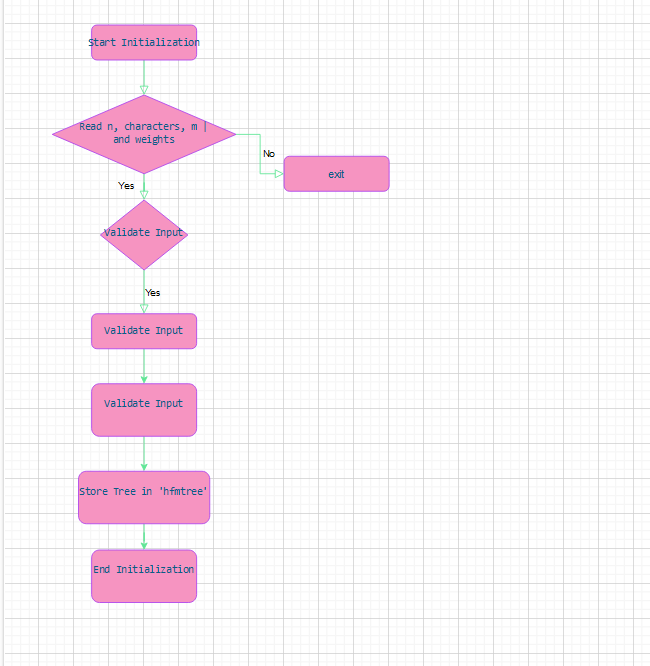 Start Initialization
Read n, characters, m |
and weights
No
exit
Yes
Validate Input
Yes
Validate Input
Validate Input
Store Tree in 'hfmtree'
End Initialization